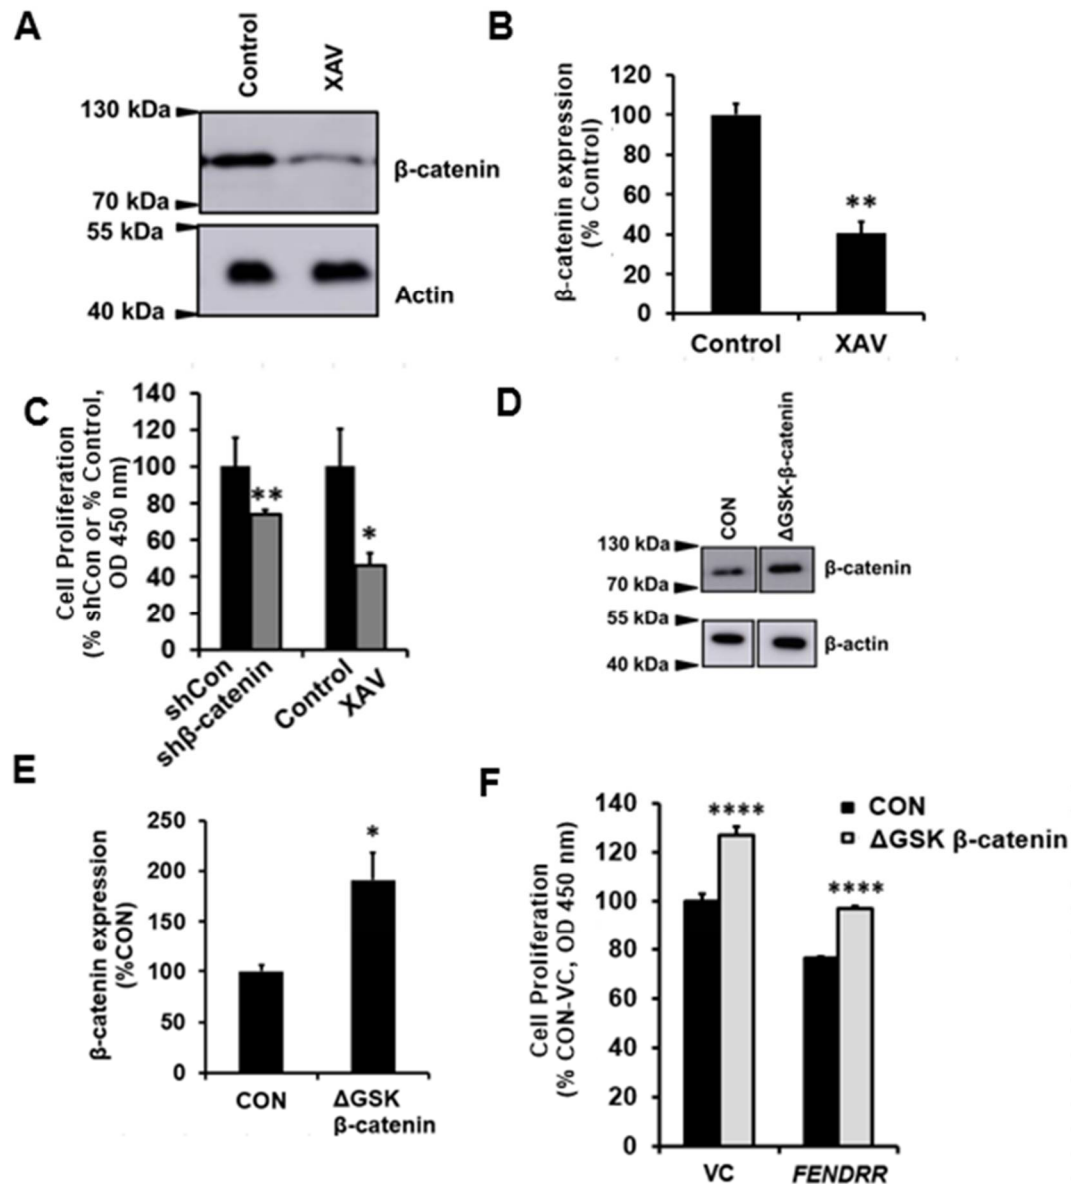 A
Control
XAV
130 kDa
β-catenin
70 kDa
55 kDa
Actin
40 kDa
B
β-catenin expression
(% Control)
120
100
80
60
40
20
0
**
Control
XAV
C
Cell Proliferation
(% shCon or % Control,
OD 450 nm)
140
120
100
80
60
40
20
0
**
*
shCon
shβ-catenin
Control
XAV
D
CON
ΔGSK-β-catenin
130 kDa
β-catenin
70 kDa
55 kDa
β-actin
40 kDa
E
β-catenin expression
(%CON)
250
200
150
100
50
0
*
CON
ΔGSK
β-catenin
F
Cell Proliferation
(% CON-VC, OD 450 nm)
140
120
100
80
60
40
20
0
****
****
CON
ΔGSK β-catenin
VC
FENDRR